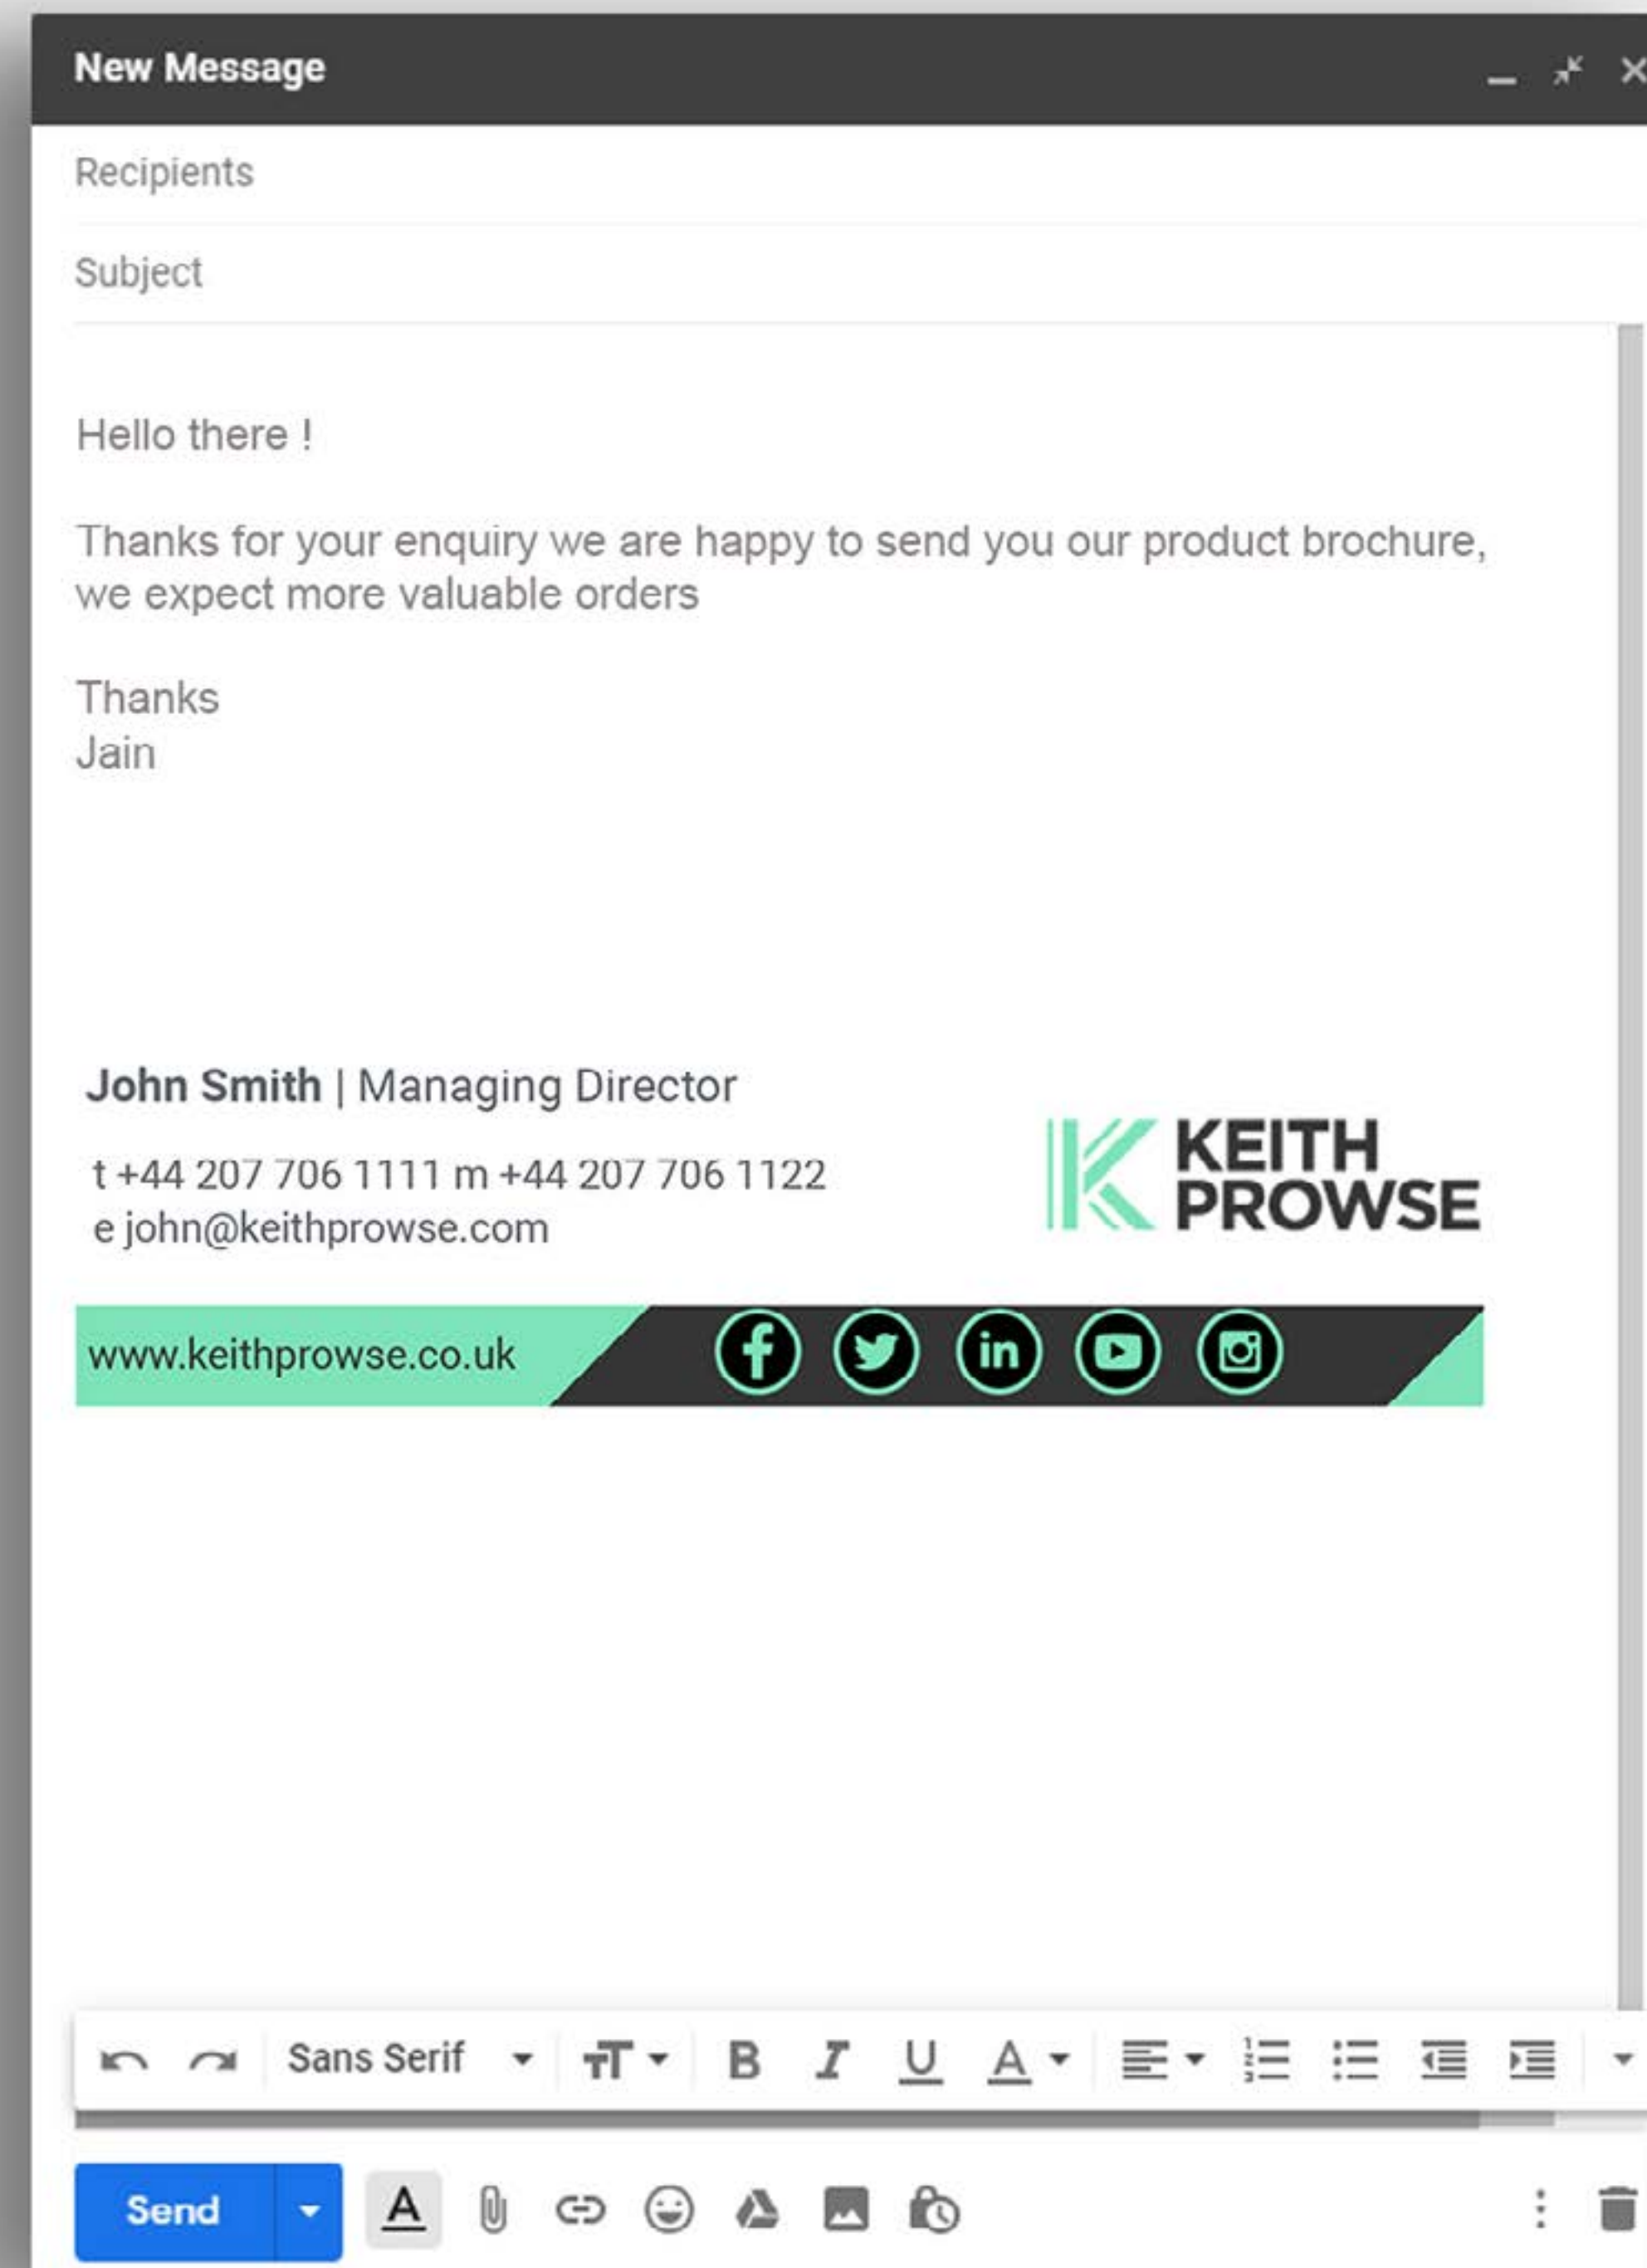 New Message
Recipients
Subject
Hello there !
Thanks for your enquiry we are happy to send you our product brochure,
we expect more valuable orders
Thanks
Jain
John Smith | Managing Director
t +44 207 706 1111 m +44 207 706 1122
e john@keithprowse.com
KEITH
PROWSE
www.keithprowse.co.uk
Sans Serif
Send